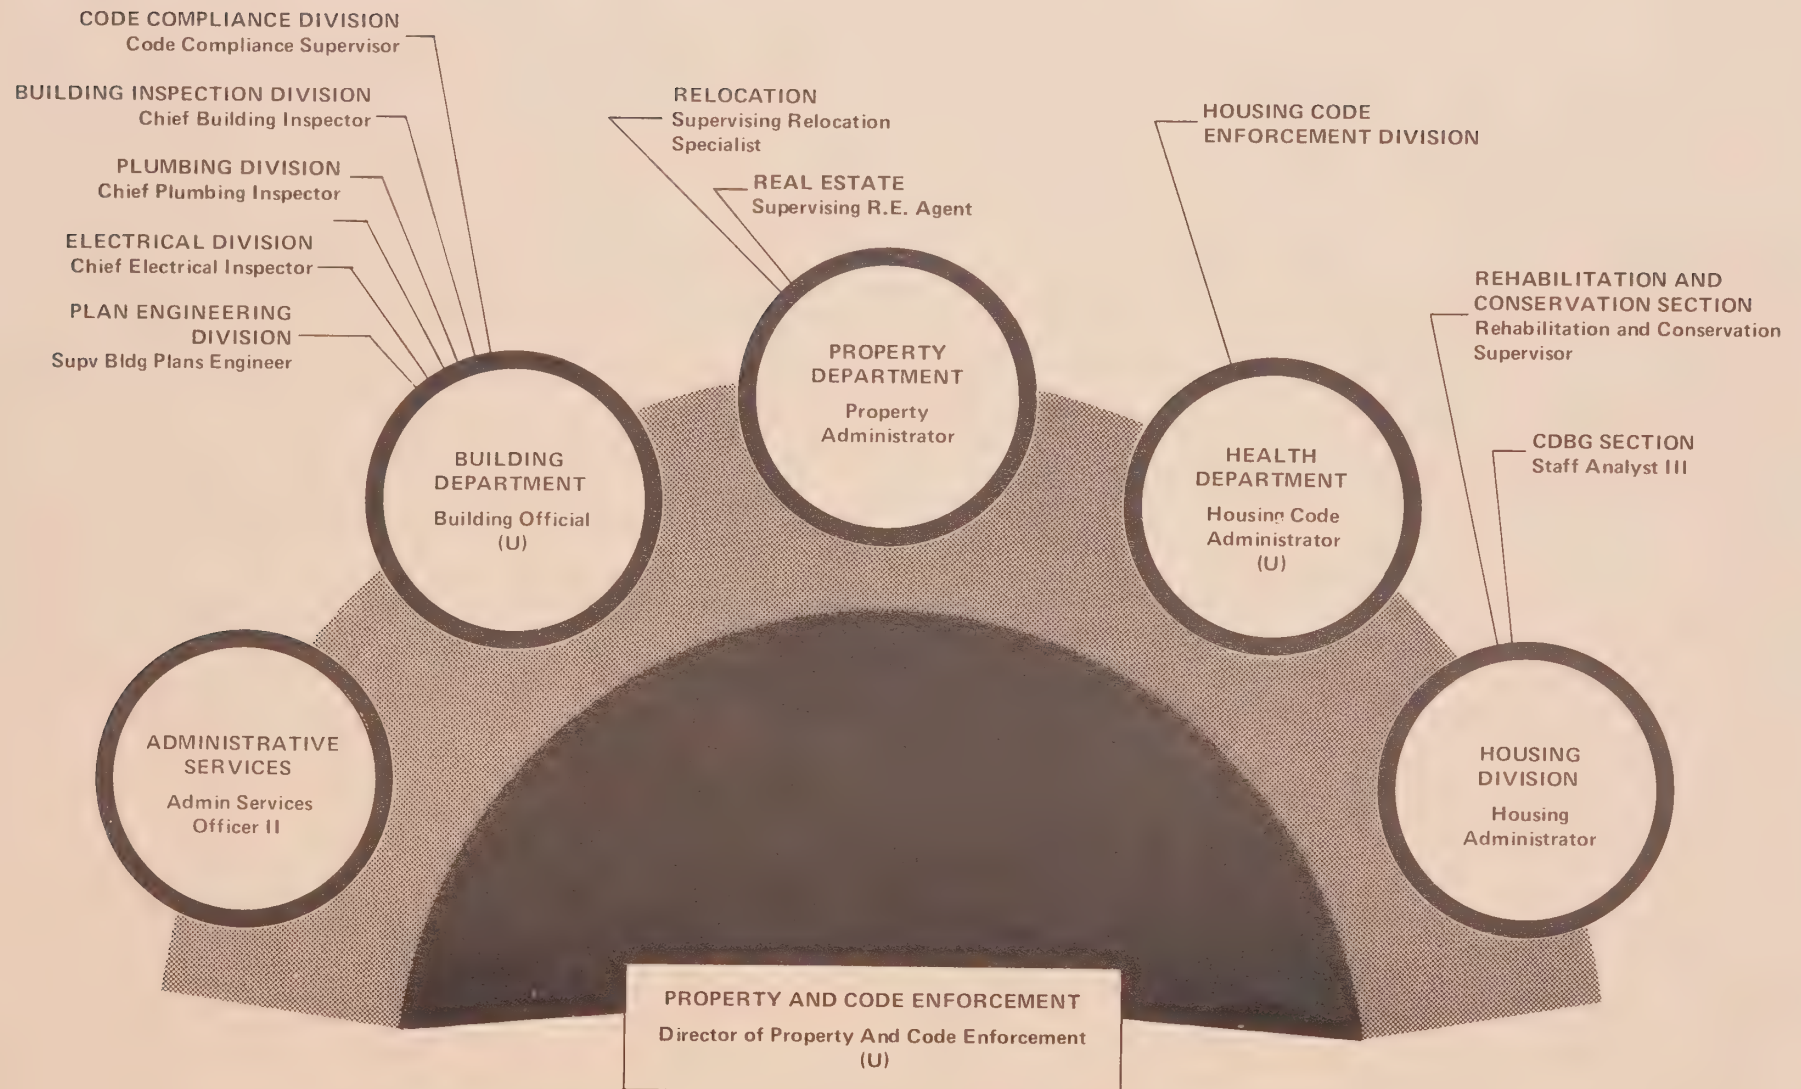 CODE COMPLIANCE DIVISION
Code Compliance Supervisor
BUILDING INSPECTION DIVISION
Chief Building Inspector
PLUMBING DIVISION
Chief Plumbing Inspector
ELECTRICAL DIVISION
Chief Electrical Inspector
PLAN ENGINEERING
DIVISION
Supv Bldg Plans Engineer
RELOCATION
Supervising Relocation
Specialist
REAL ESTATE
Supervising R.E. Agent
HOUSING CODE
ENFORCEMENT DIVISION
REHABILITATION AND
CONSERVATION SECTION
Rehabilitation and Conservation
Supervisor
CDBG SECTION
Staff Analyst III
ADMINISTRATIVE
SERVICES
Admin Services
Officer II
BUILDING
DEPARTMENT
Building Official
(U)
PROPERTY
DEPARTMENT
Property
Administrator
HEALTH
DEPARTMENT
Housing Code
Administrator
(U)
HOUSING
DIVISION
Housing
Administrator
PROPERTY AND CODE ENFORCEMENT
Director of Property And Code Enforcement
(U)